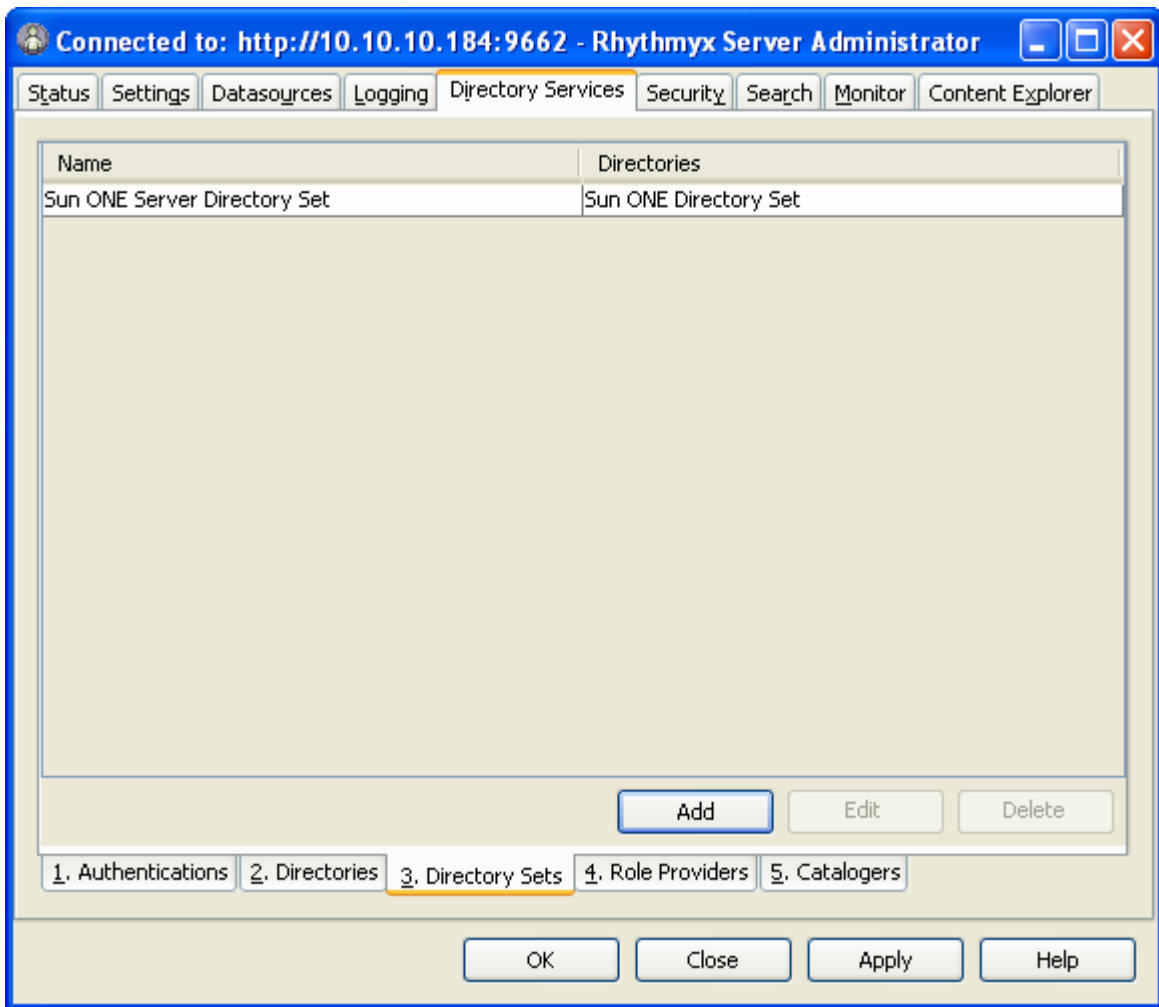 Connected to: http://10.10.10.184:9662 - Rhythmyx Server Administrator
Status Settings Datasources Logging Directory Services Security Search Monitor Content Explorer
Name Directories
Sun ONE Server Directory Set Sun ONE Directory Set
Add Edit Delete
1. Authentications 2. Directories 3. Directory Sets 4. Role Providers 5. Catalogers
OK Close Apply Help